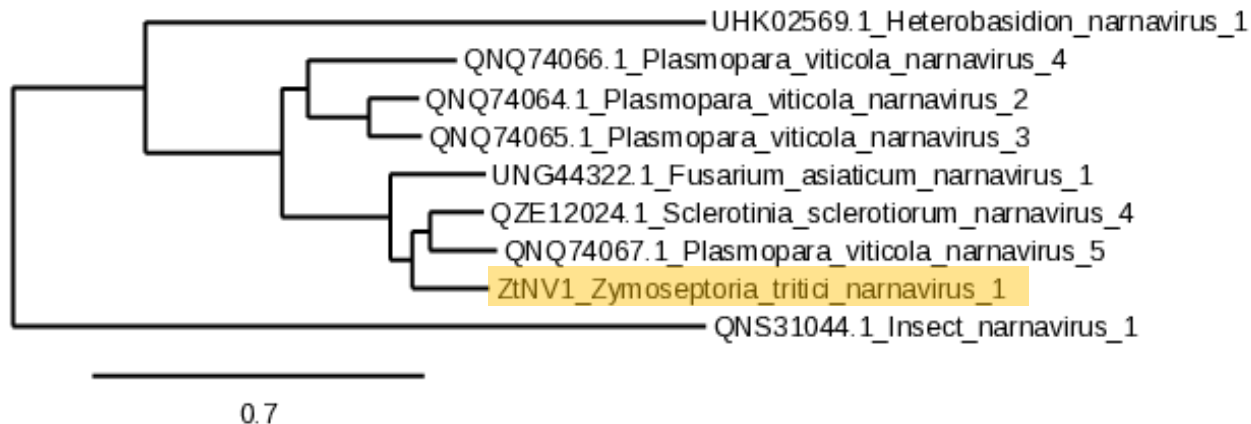 UHK02569.1_Heterobasidion_narnavirus_1
QNQ74066.1_Plasmopara_viticola_narnavirus_4
QNQ74064.1_Plasmopara_viticola_narnavirus_2
QNQ74065.1_Plasmopara_viticola_narnavirus_3
UNG44322.1_Fusarium_asiaticum_narnavirus_1
QZE12024.1_Sclerotinia_sclerotiorum_narnavirus_4
QNQ74067.1_Plasmopara_viticola_narnavirus_5
ZtNV1_Zymoseptoria_tritici_narnavirus_1
QNS31044.1_Insect_narnavirus_1
0.7